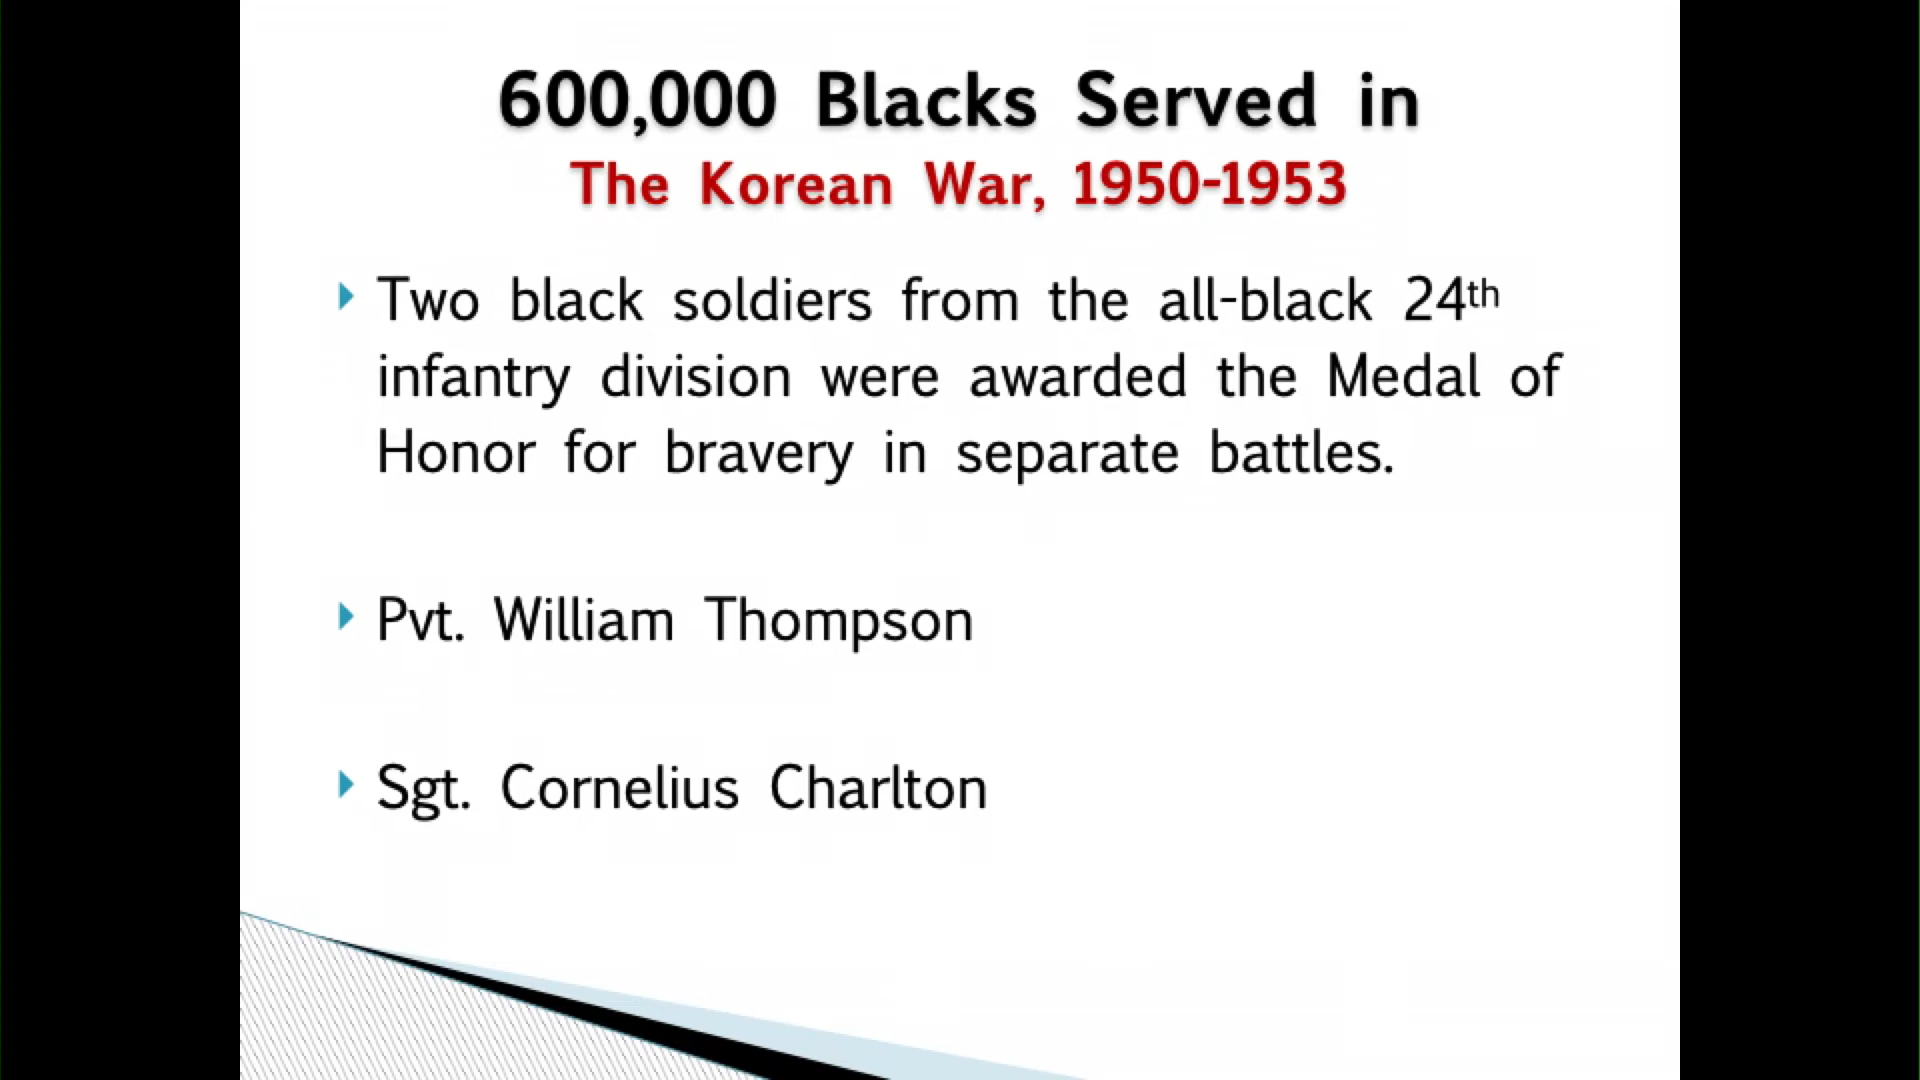 600,000 Blacks Served in
The Korean War, 1950-1953
Two black soldiers from the all-black 24th
infantry division were awarded the Medal of
Honor for bravery in separate battles.
Pvt. William Thompson
Sgt. Cornelius Charlton